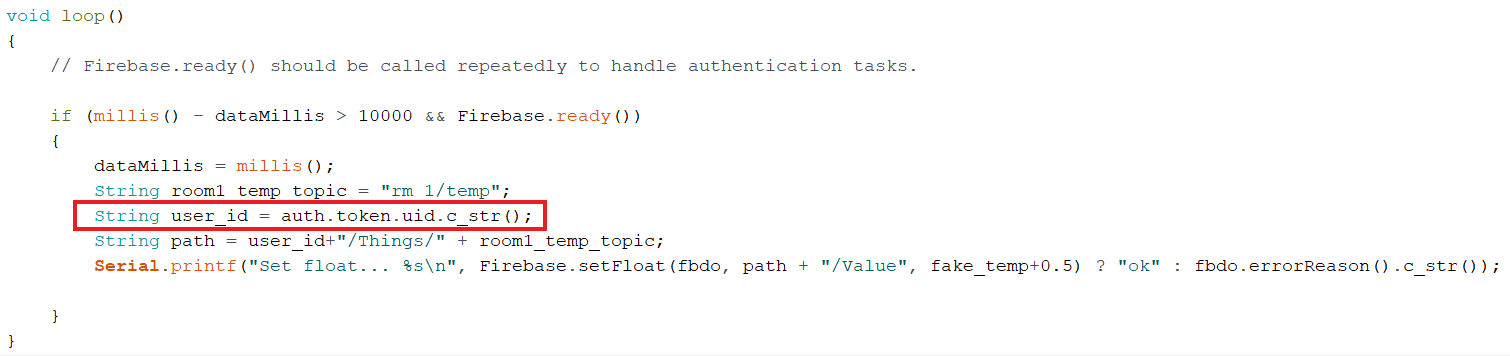 void loop()
{
// Firebase.ready() should be called repeatedly to handle authentication tasks.
if (millis() - dataMillis > 10000 && Firebase.ready())
{
dataMillis = millis();
String room1 temp topic = "rm 1/temp";
String user_id = auth.token.uid.c_str();
String path = user_id+"/Things/" + room1_temp_topic;
Serial.printf("Set float... %s\n", Firebase.setFloat(fbdo, path + "/Value", fake_temp+0.5) ? "ok" : fbdo.errorReason().c_str());
}
}